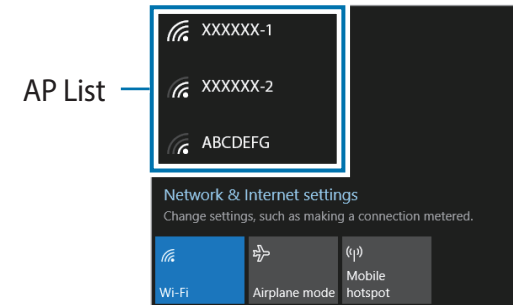 XXXXXX-1
AP List
XXXXXX-2
ABCDEFG
Network & Internet settings
Change settings, such as making a connection metered.
Wi-Fi
Airplane mode
Mobile
hotspot